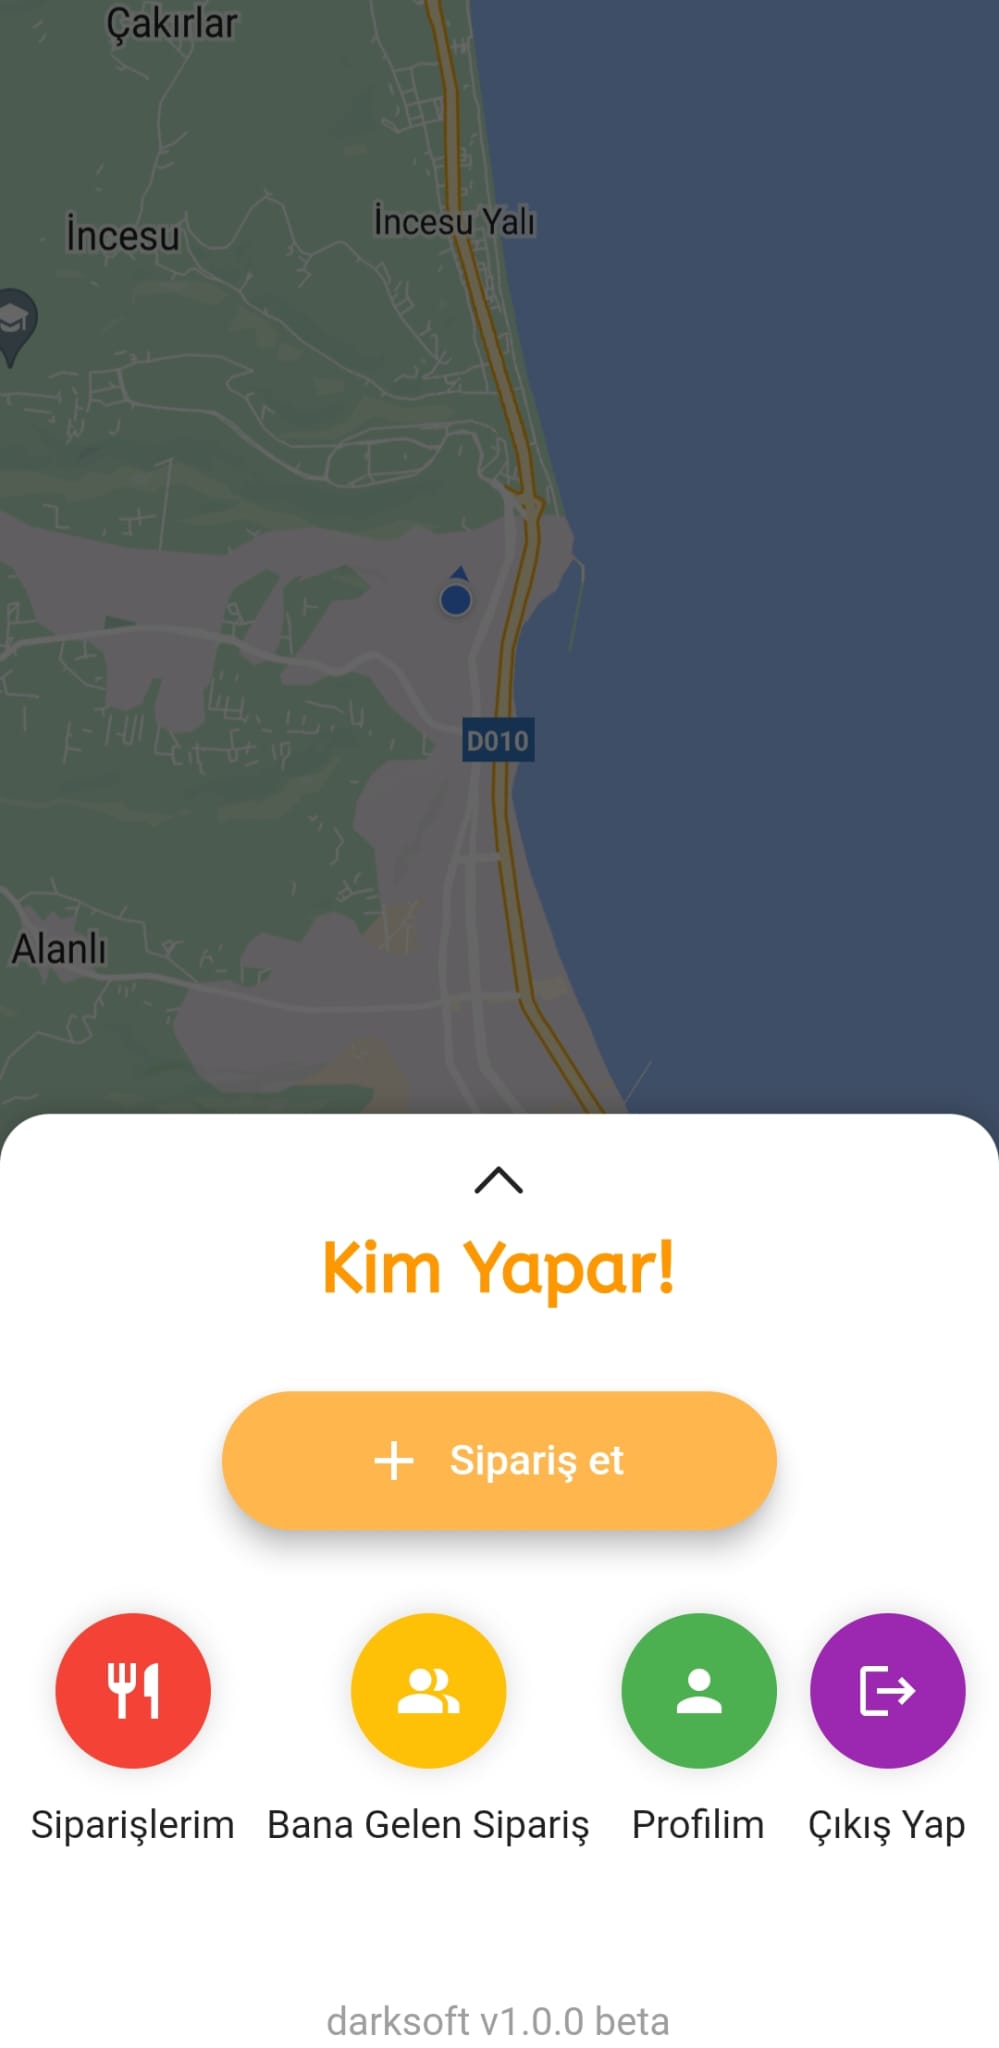 Çakırlar
İncesu
İncesu Yalı
D010
Alanlı
Kim Yapar!
Sipariş et
Siparişlerim
Bana Gelen Sipariş
Profilim
Çıkış Yap
darksoft v1.0.0 beta